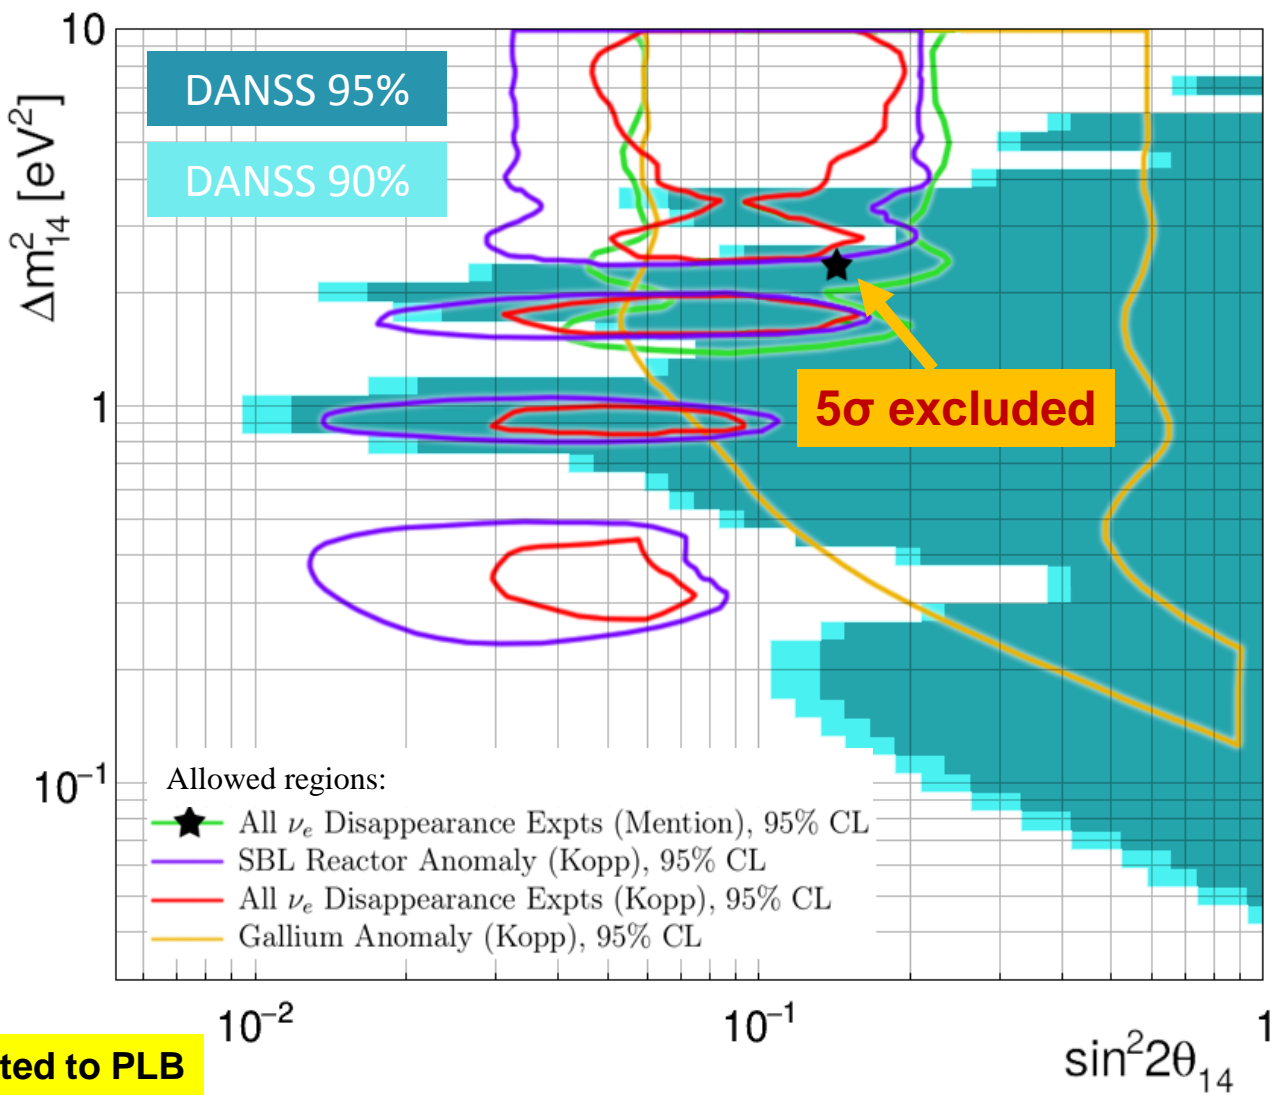 10
DANSS 95%
DANSS 90%
Δm²₁₄ [eV²]
1
5σ excluded
10⁻¹
Allowed regions:
All νₑ Disappearance Expts (Mention), 95% CL
SBL Reactor Anomaly (Kopp), 95% CL
All νₑ Disappearance Expts (Kopp), 95% CL
Gallium Anomaly (Kopp), 95% CL
10⁻² 10⁻¹ 1
sin²2θ₁₄
ted to PLB